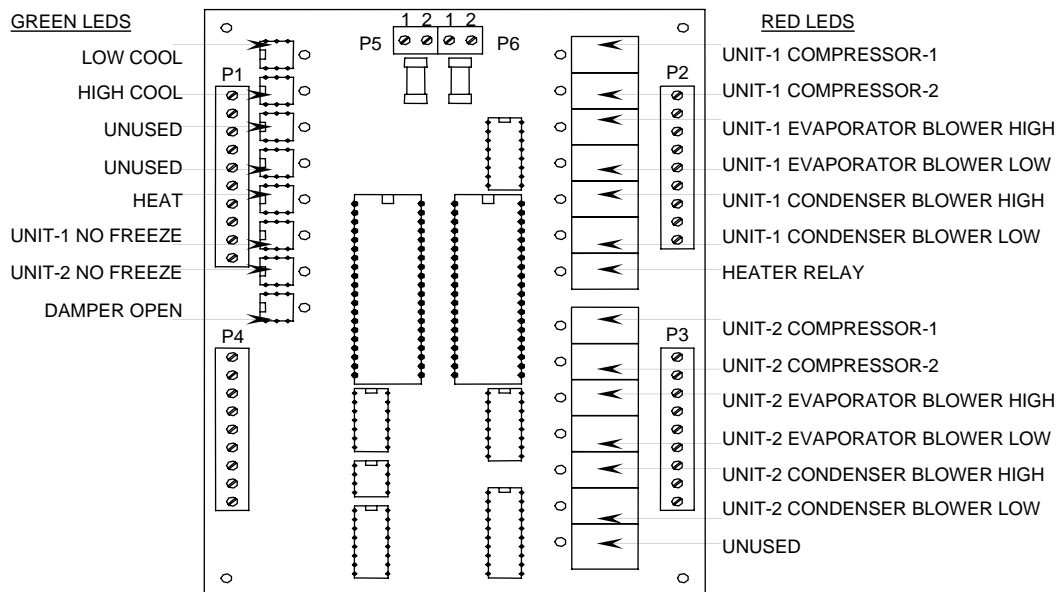 GREEN LEDS
LOW COOL
HIGH COOL
UNUSED
UNUSED
HEAT
UNIT-1 NO FREEZE
UNIT-2 NO FREEZE
DAMPER OPEN
P1
P4
1 2 1 2
P5
P6
P2
P3
RED LEDS
UNIT-1 COMPRESSOR-1
UNIT-1 COMPRESSOR-2
UNIT-1 EVAPORATOR BLOWER HIGH
UNIT-1 EVAPORATOR BLOWER LOW
UNIT-1 CONDENSER BLOWER HIGH
UNIT-1 CONDENSER BLOWER LOW
HEATER RELAY
UNIT-2 COMPRESSOR-1
UNIT-2 COMPRESSOR-2
UNIT-2 EVAPORATOR BLOWER HIGH
UNIT-2 EVAPORATOR BLOWER LOW
UNIT-2 CONDENSER BLOWER HIGH
UNIT-2 CONDENSER BLOWER LOW
UNUSED